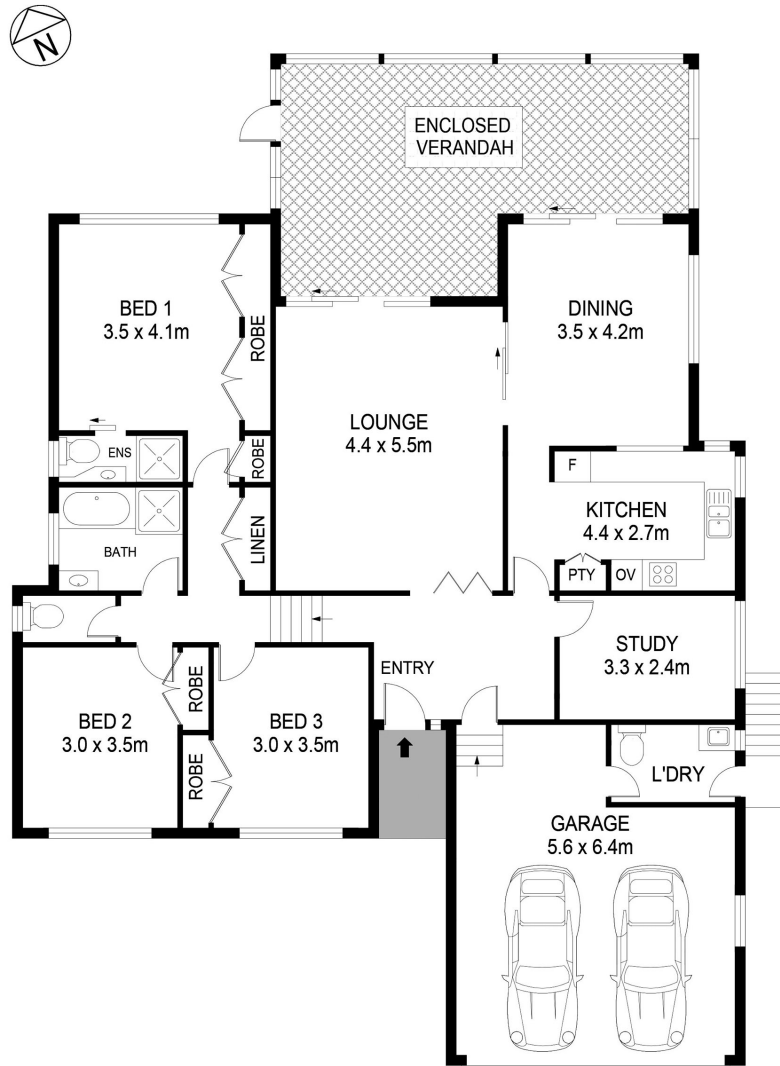 N
ENCLOSED
VERANDAH
BED 1
3.5 x 4.1m
ROBE
DINING
3.5 x 4.2m
LOUNGE
4.4 x 5.5m
ENS
ROBE
F
KITCHEN
4.4 x 2.7m
LINEN
BATH
PTY
OV
STUDY
3.3 x 2.4m
ENTRY
ROBE
BED 2
3.0 x 3.5m
BED 3
3.0 x 3.5m
ROBE
L'DRY
GARAGE
5.6 x 6.4m